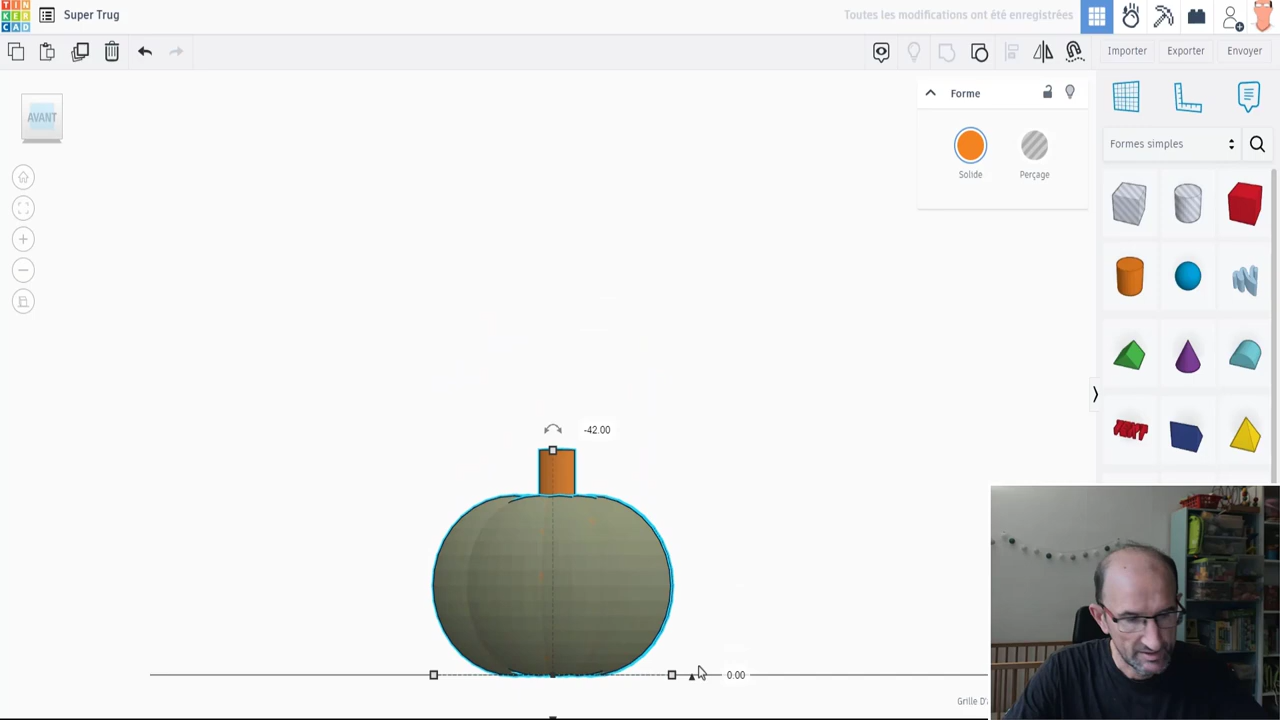 TIN
KER
CAD
Super Trug
Toutes les modifications ont été enregistrées
Importer
Exporter
Envoyer
AVANT
Forme
Solide
Perçage
Formes simples
-42.00
0.00
Grille D'